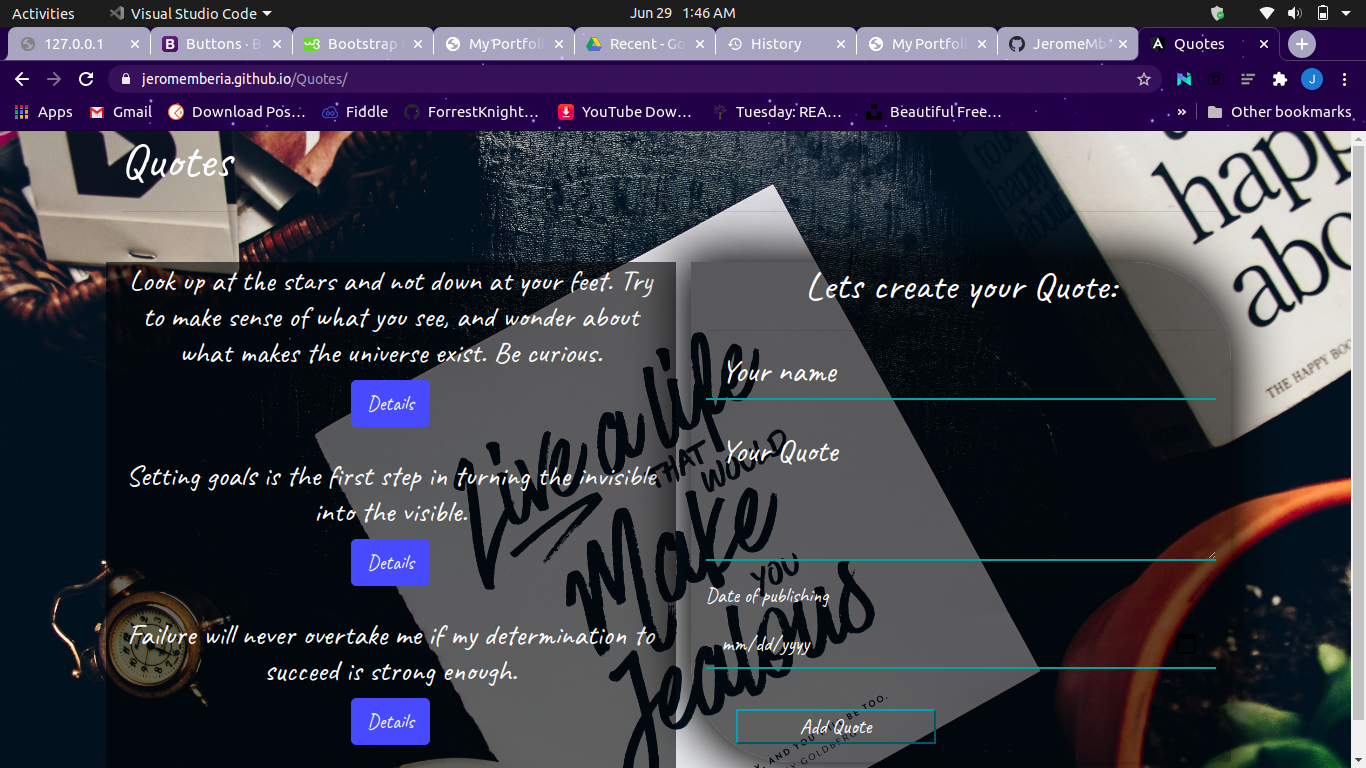 Activities
Visual Studio Code
Jun 29 1:46 AM
127.0.0.1
Buttons · B
Bootstrap
My Portfol
Recent - Go
History
My Portfol
JeromeMb
Quotes
jeromemberia.github.io/Quotes/
J
Apps
Gmail
Download Pos…
Fiddle
ForrestKnight…
YouTube Dow…
Tuesday: REA…
Beautiful Free…
»
Other bookmarks
Quotes
Look up at the stars and not down at your feet. Try
to make sense of what you see, and wonder about
what makes the universe exist. Be curious.
Details
Setting goals is the first step in turning the invisible
into the visible.
Details
Failure will never overtake me if my determination to
succeed is strong enough.
Details
Lets create your Quote:
Your name
Your Quote
Date of publishing
mm/dd/yyyy
Add Quote
Live a life
THAT WOULD
Make
YOU
Jealous
happ
abo
THE HAPPY BOO